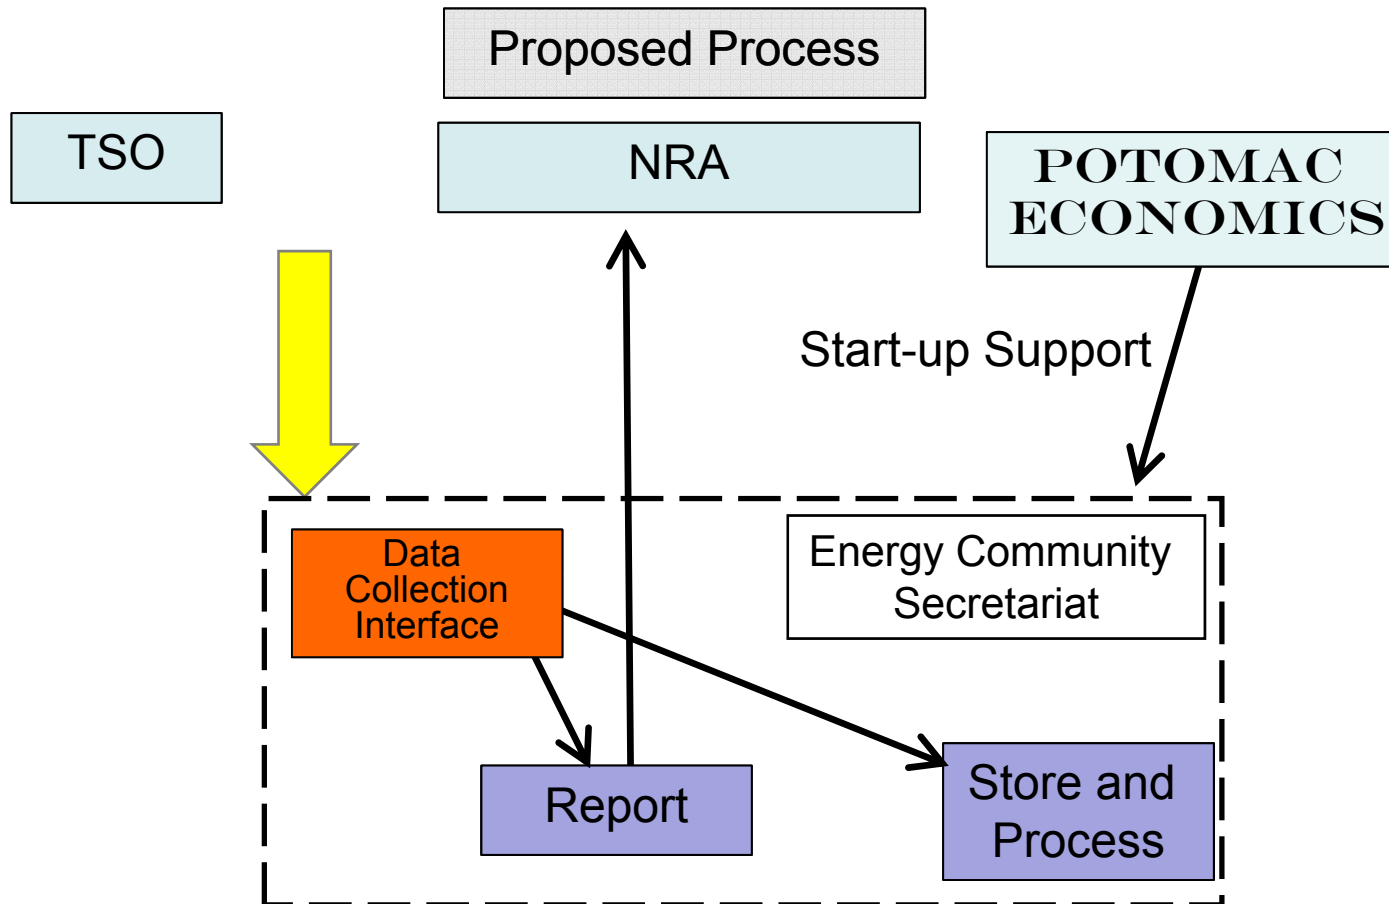 Proposed Process
TSO
NRA
POTOMAC
ECONOMICS
Start-up Support
Data
Collection
Interface
Energy Community
Secretariat
Report
Store and
Process